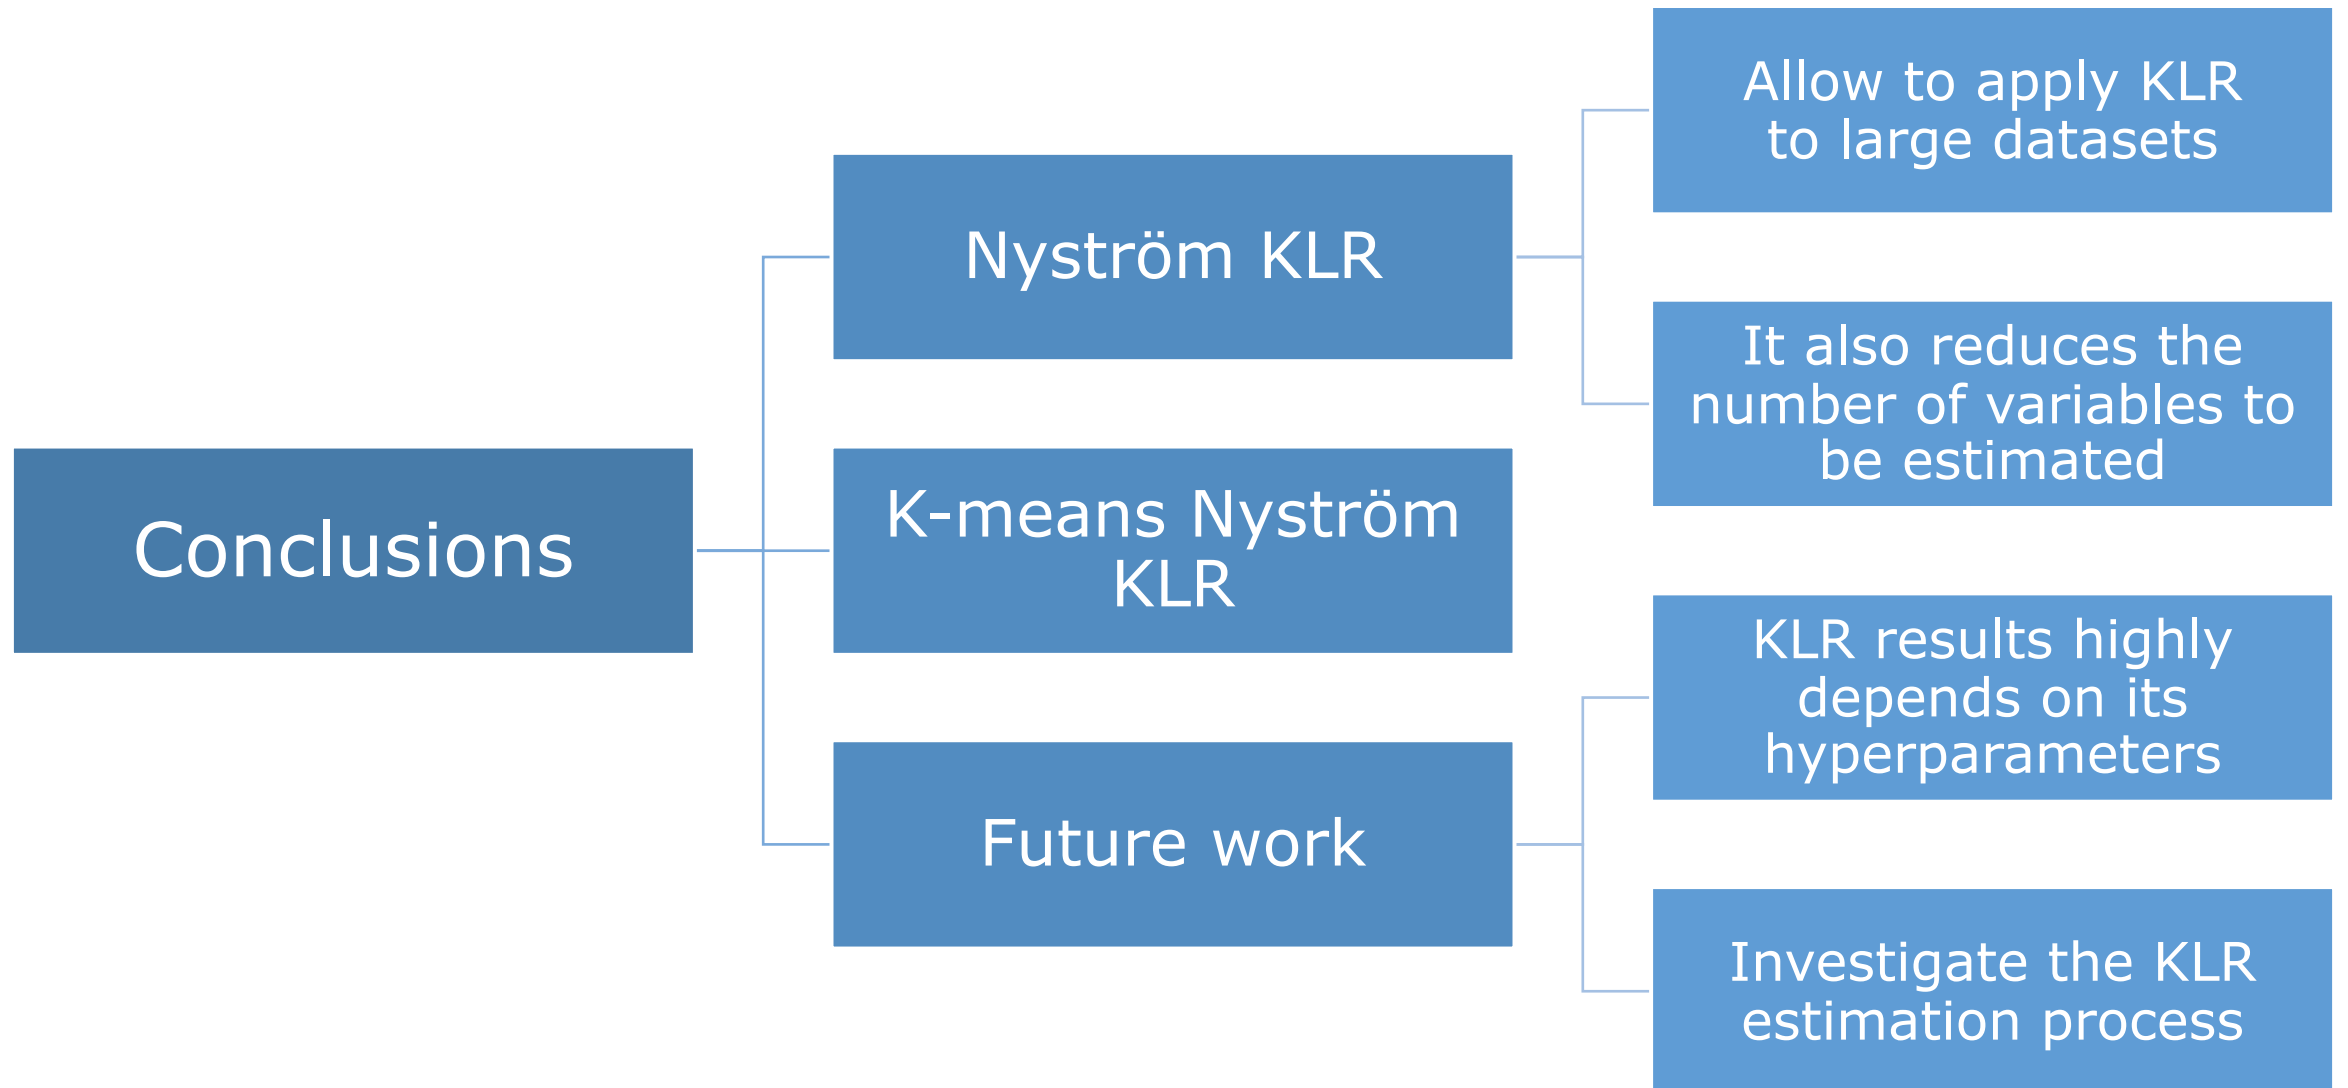 Conclusions
Nyström KLR
Allow to apply KLR
to large datasets
It also reduces the
number of variables to
be estimated
K-means Nyström
KLR
Future work
KLR results highly
depends on its
hyperparameters
Investigate the KLR
estimation process